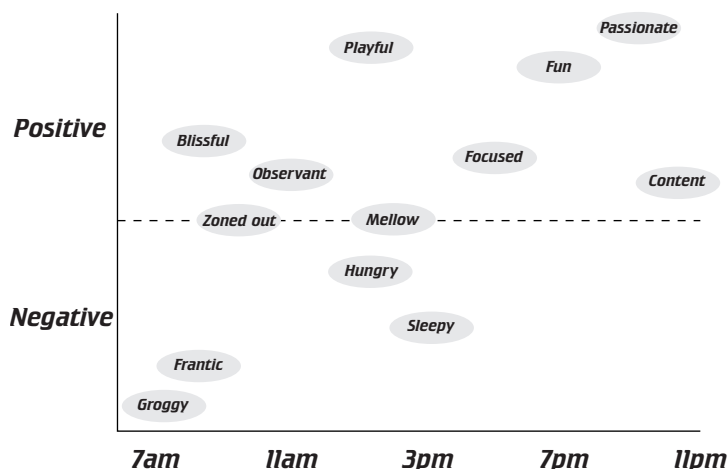 Passionate
Playful
Fun
Positive
Blissful
Focused
Observant
Content
Zoned out
Mellow
Hungry
Negative
Sleepy
Frantic
Groggy
7am 11am 3pm 7pm 11pm